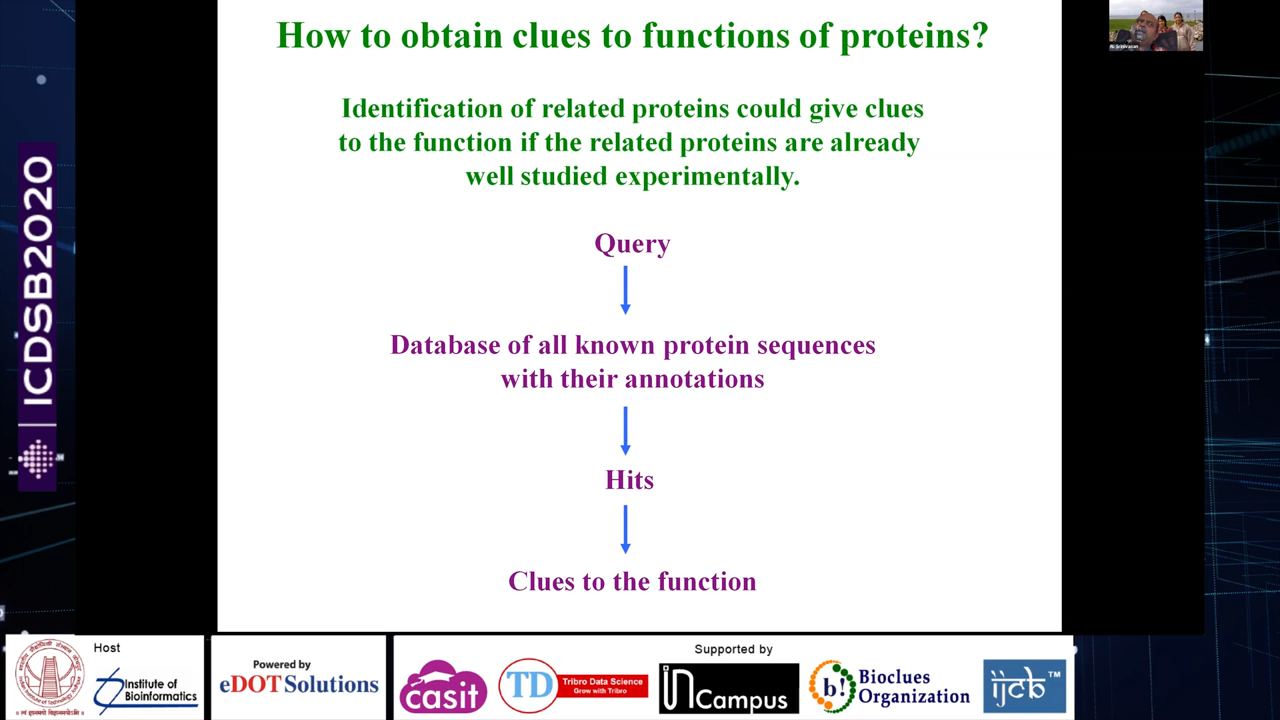 How to obtain clues to functions of proteins?
Identification of related proteins could give clues
to the function if the related proteins are already
well studied experimentally.
Query
Database of all known protein sequences
with their annotations
Hits
Clues to the function
ICDSB2020
Host
Institute of
Bioinformatics
Powered by
eDOT Solutions
Supported by
casit
TD
Tribro Data Science
Grow with Tribro
inCampus
b!
Bioclues
Organization
ijcb™